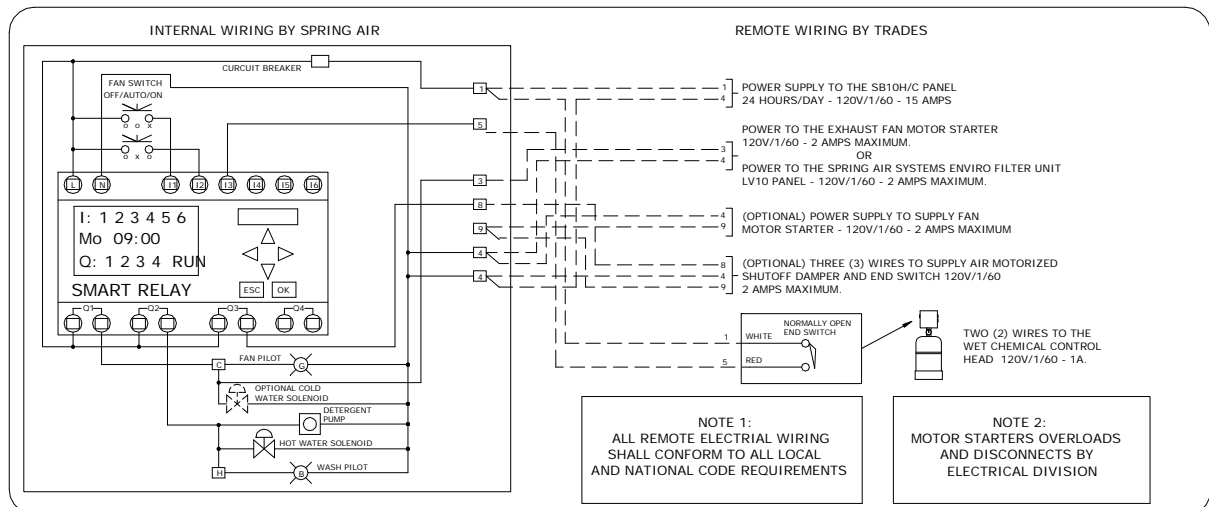 INTERNAL WIRING BY SPRING AIR
REMOTE WIRING BY TRADES
CURCUIT BREAKER
FAN SWITCH
OFF/AUTO/ON
o o x
o x o
L N I1 I2 I3 I4 I5 I6
I: 1 2 3 4 5 6
Mo 09:00
Q: 1 2 3 4 RUN
SMART RELAY
ESC OK
Q1 Q2 Q3 Q4
C
FAN PILOT
G
OPTIONAL COLD
WATER SOLENOID
DETERGENT
PUMP
HOT WATER SOLENOID
H
WASH PILOT
B
1
5
3
8
9
4
4
1
4
POWER SUPPLY TO THE SB10H/C PANEL
24 HOURS/DAY - 120V/1/60 - 15 AMPS
3
4
POWER TO THE EXHAUST FAN MOTOR STARTER
120V/1/60 - 2 AMPS MAXIMUM.
OR
POWER TO THE SPRING AIR SYSTEMS ENVIRO FILTER UNIT
LV10 PANEL - 120V/1/60 - 2 AMPS MAXIMUM.
4
9
(OPTIONAL) POWER SUPPLY TO SUPPLY FAN
MOTOR STARTER - 120V/1/60 - 2 AMPS MAXIMUM
8
4
9
(OPTIONAL) THREE (3) WIRES TO SUPPLY AIR MOTORIZED
SHUTOFF DAMPER AND END SWITCH 120V/1/60
2 AMPS MAXIMUM.
1
WHITE
NORMALLY OPEN
END SWITCH
5
RED
TWO (2) WIRES TO THE
WET CHEMICAL CONTROL
HEAD 120V/1/60 - 1A.
NOTE 1:
ALL REMOTE ELECTRIAL WIRING
SHALL CONFORM TO ALL LOCAL
AND NATIONAL CODE REQUIREMENTS
NOTE 2:
MOTOR STARTERS OVERLOADS
AND DISCONNECTS BY
ELECTRICAL DIVISION